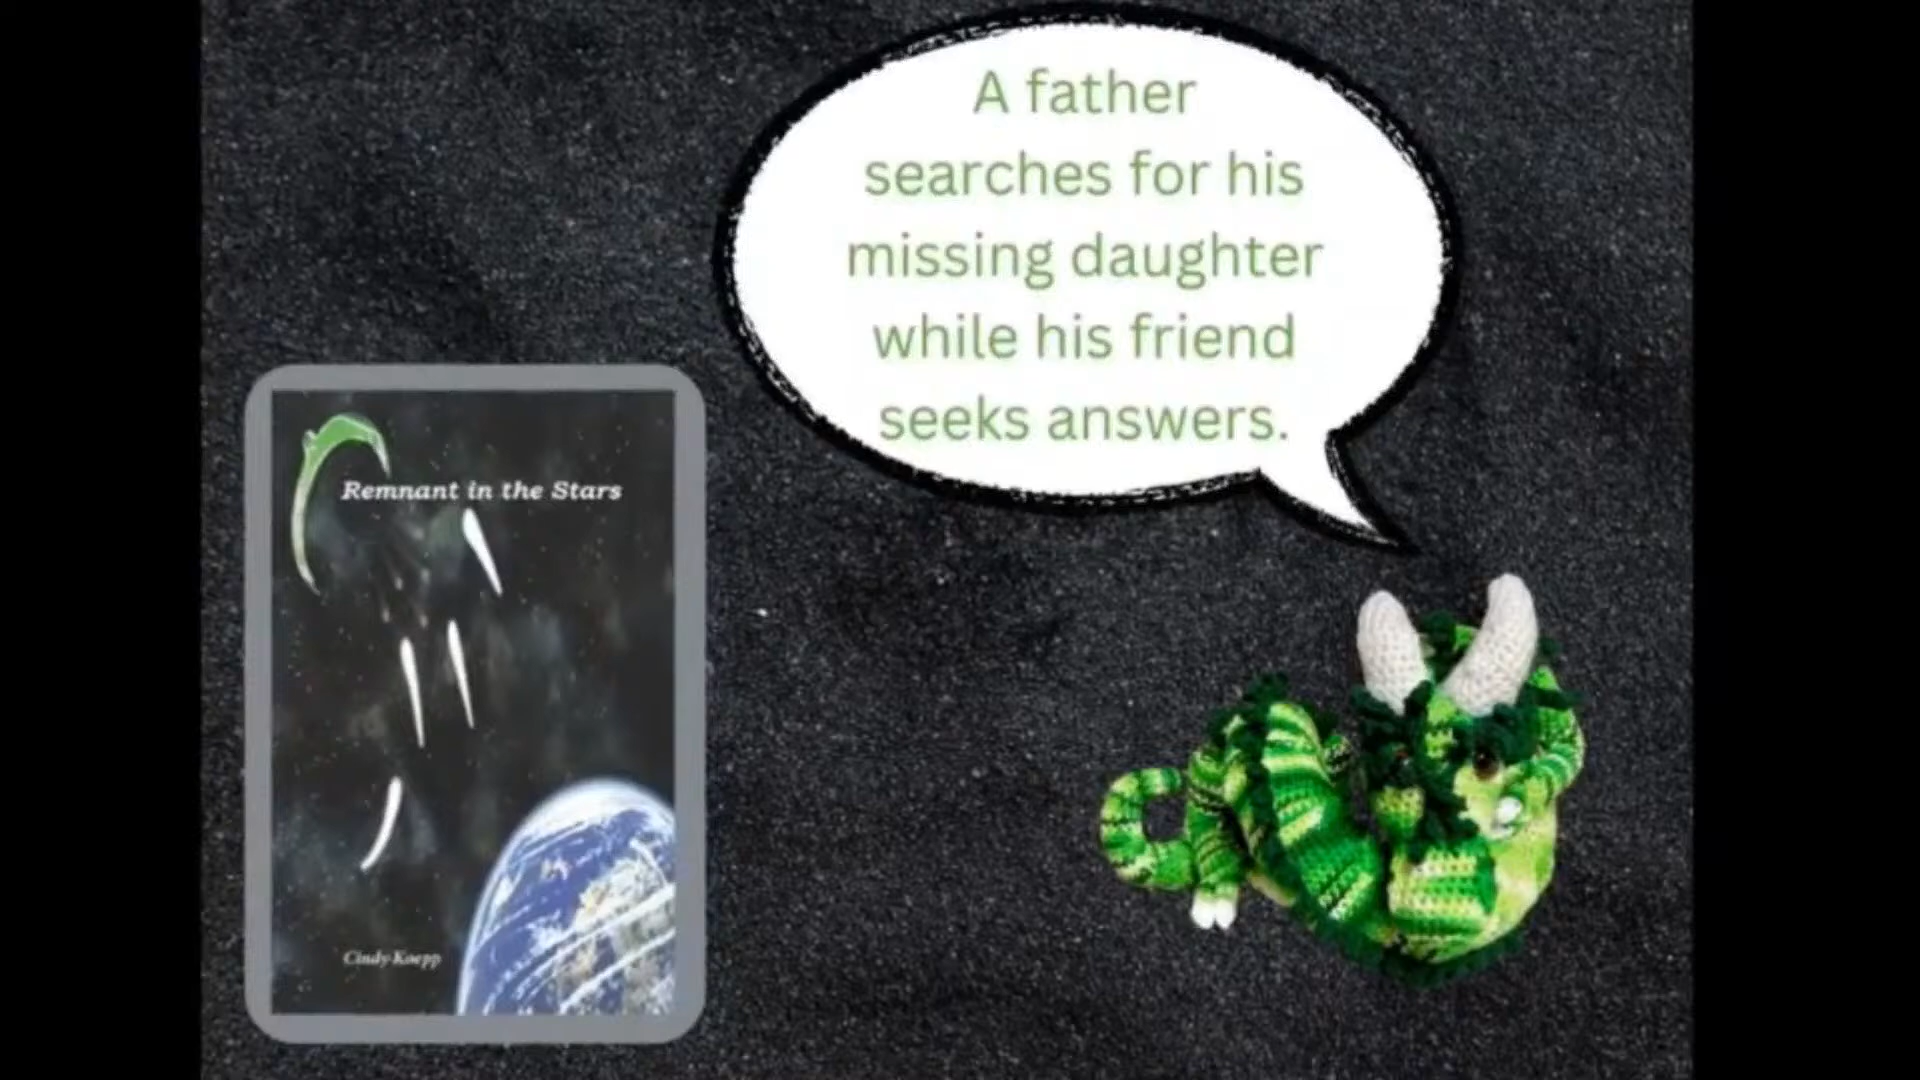 A father
searches for his
missing daughter
while his friend
seeks answers.
Remnant in the Stars
Cindy Koepp